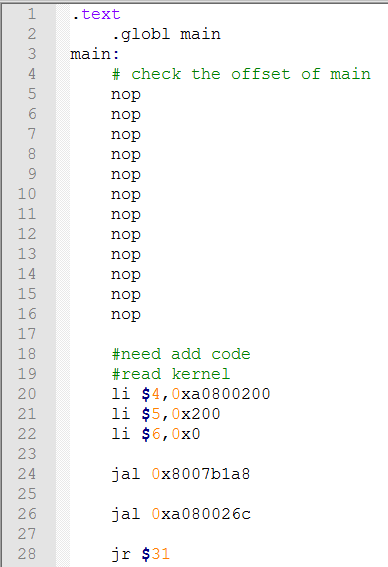 1 .text
2 .globl main
3 main:
4 # check the offset of main
5 nop
6 nop
7 nop
8 nop
9 nop
10 nop
11 nop
12 nop
13 nop
14 nop
15 nop
16 nop
17
18 #need add code
19 #read kernel
20 li $4,0xa0800200
21 li $5,0x200
22 li $6,0x0
23
24 jal 0x8007b1a8
25
26 jal 0xa080026c
27
28 jr $31